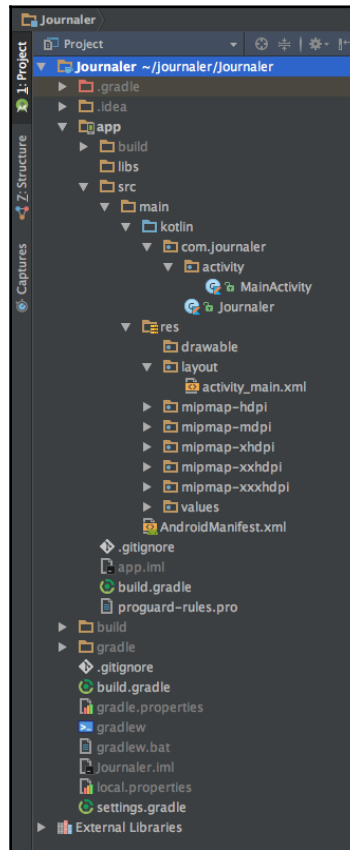 Journaler
1: Project
Z: Structure
Captures
Project
Journaler ~/journaler/Journaler
.gradle
.idea
app
build
libs
src
main
kotlin
com.journaler
activity
MainActivity
Journaler
res
drawable
layout
activity_main.xml
mipmap-hdpi
mipmap-mdpi
mipmap-xhdpi
mipmap-xxhdpi
mipmap-xxxhdpi
values
AndroidManifest.xml
.gitignore
app.iml
build.gradle
proguard-rules.pro
build
gradle
.gitignore
build.gradle
gradle.properties
gradlew
gradlew.bat
Journaler.iml
local.properties
settings.gradle
External Libraries